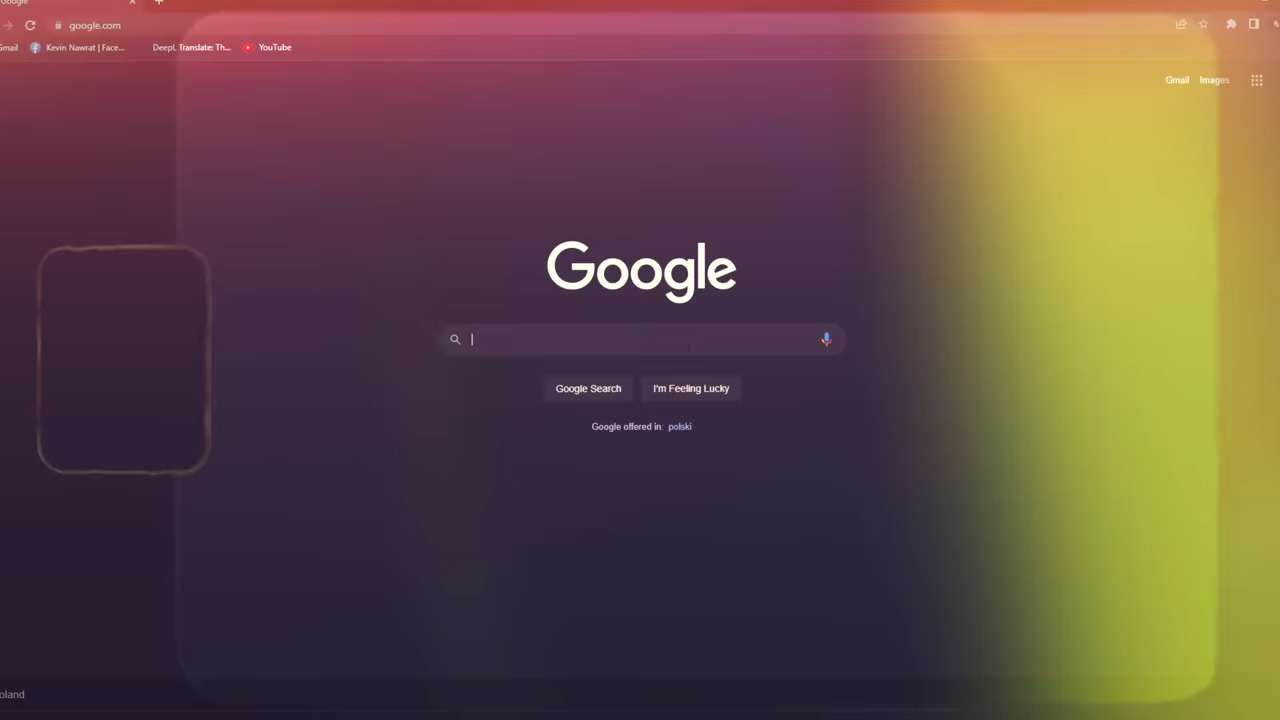 Google
google.com
Gmail Kevin Nawrat | Face... DeepL Translate: Th... YouTube
Gmail Images
Google
Google Search I'm Feeling Lucky
Google offered in: polski
oland